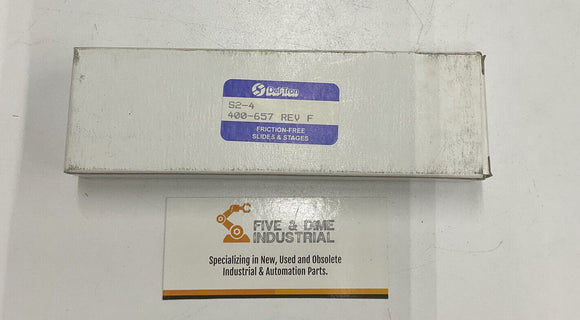 Del-Tron
S2-4
400-657 REV F
FRICTION-FREE
SLIDES & STAGES
FIVE & DIME
INDUSTRIAL
Specializing in New, Used and Obsolete
Industrial & Automation Parts.